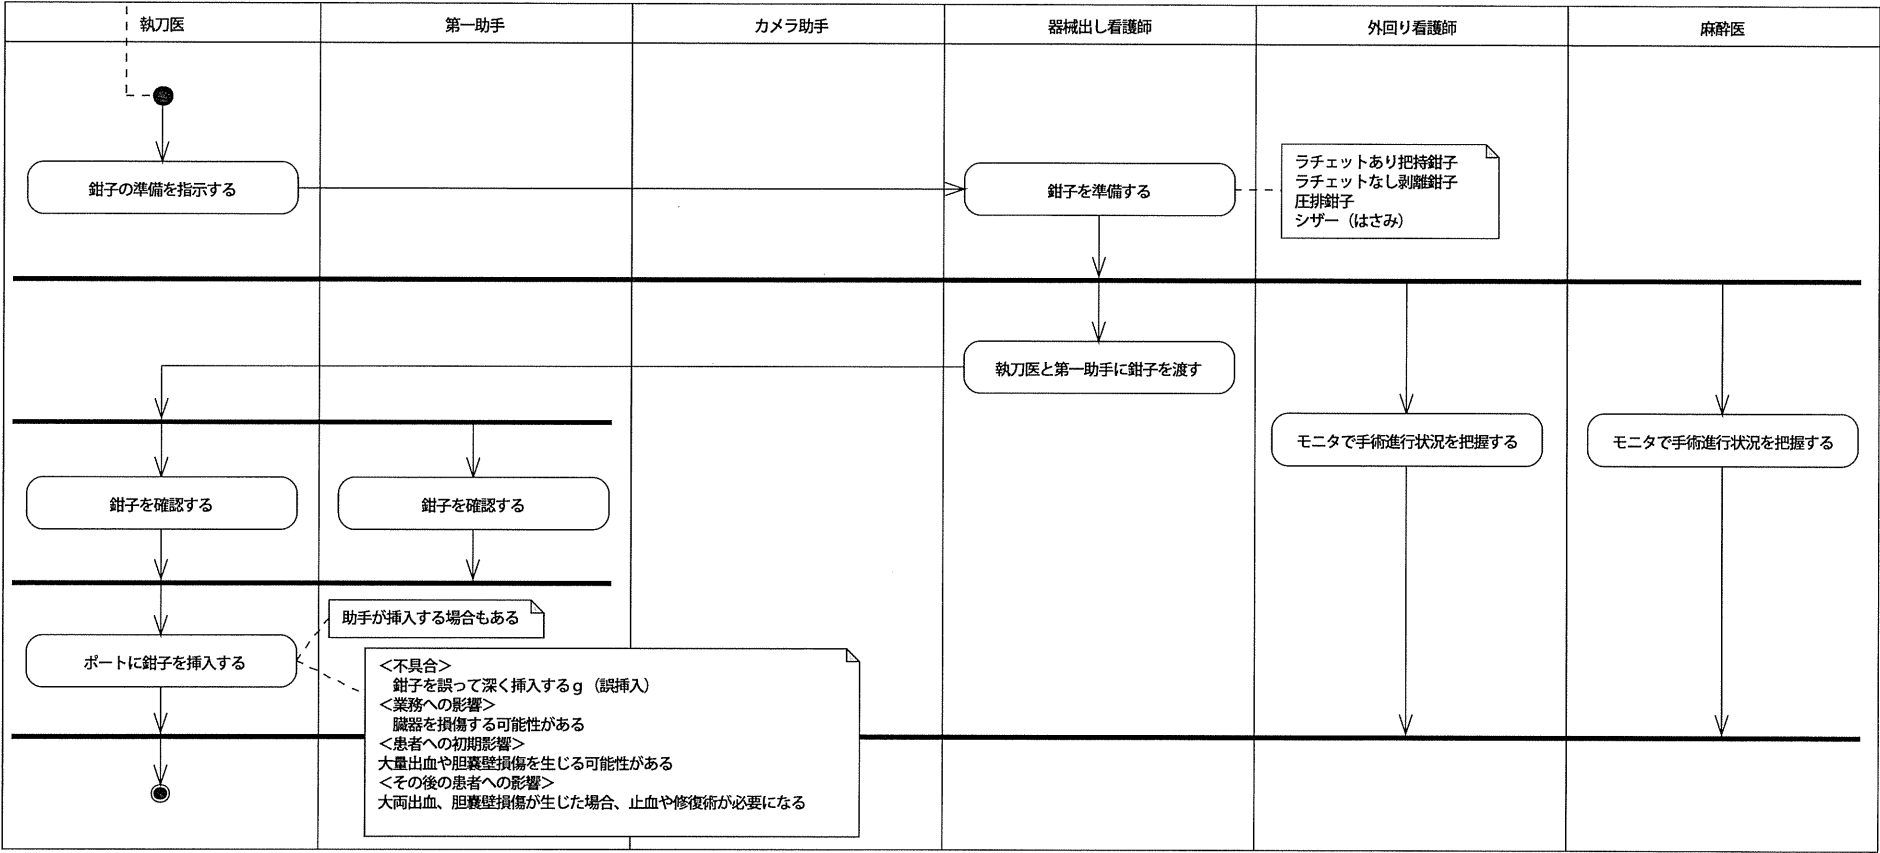 執刀医
第一助手
カメラ助手
器械出し看護師
外回り看護師
麻酔医
鉗子の準備を指示する
鉗子を準備する
ラチェットあり把持鉗子
ラチェットなし剥離鉗子
圧排鉗子
シザー（はさみ）
執刀医と第一助手に鉗子を渡す
モニタで手術進行状況を把握する
モニタで手術進行状況を把握する
鉗子を確認する
鉗子を確認する
助手が挿入する場合もある
ポートに鉗子を挿入する
＜不具合＞
鉗子を誤って深く挿入するｇ（誤挿入）
＜業務への影響＞
臓器を損傷する可能性がある
＜患者への初期影響＞
大量出血や胆嚢壁損傷を生じる可能性がある
＜その後の患者への影響＞
大両出血、胆嚢壁損傷が生じた場合、止血や修復術が必要になる